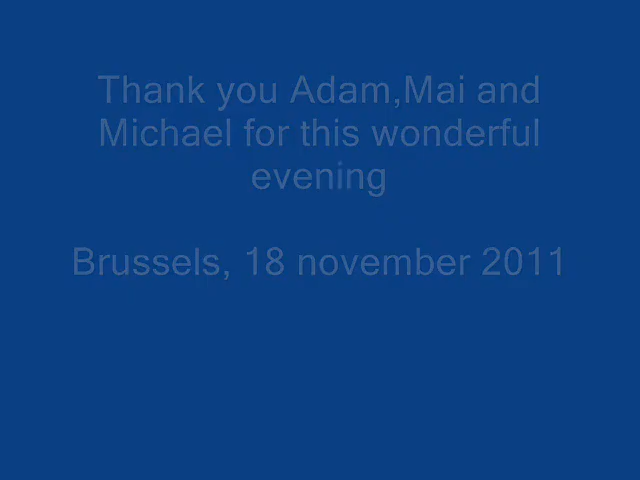 Thank you Adam,Mai and
Michael for this wonderful
evening
Brussels, 18 november 2011